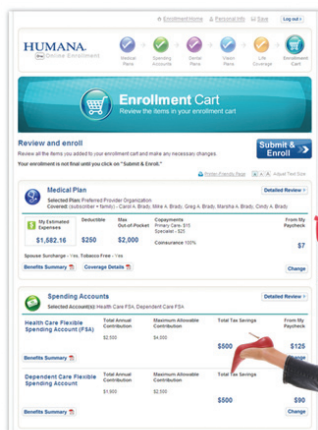 Enrollment Home Personal Info Save Log out
HUMANA.
Online Enrollment
Medical Plans
Spending Accounts
Dental Plans
Vision Plans
Life Coverage
Enrollment Cart
Enrollment Cart
Review the items in your enrollment cart
Review and enroll
Review all the items you added to your enrollment cart and make any necessary changes.
Your enrollment is not final until you click on "Submit & Enroll."
Submit & Enroll
Printer-Friendly Page A A Adjust Text Size
Medical Plan
Detailed Review
Selected Plan: Preferred Provider Organization
Covered: (subscriber + family) - Carol A. Brady, Mike A. Brady, Greg A. Brady, Marsha A. Brady, Cindy A. Brady
My Estimated Expenses
$1,582.16
Deductible
$250
Max Out-of-Pocket
$2,000
Copayments
Primary Care- $15
Specialist - $25
Coinsurance 100%
From My Paycheck
$7
Spouse Surcharge - Yes, Tobacco Free - Yes
Benefits Summary Coverage Details
Change
Spending Accounts
Detailed Review
Selected Account(s): Health Care FSA, Dependent Care FSA
Health Care Flexible Spending Account (FSA)
Total Annual Contribution
$2,500
Maximum Allowable Contribution
$4,000
Total Tax Savings
$500
From My Paycheck
$125
Benefits Summary
Change
Dependent Care Flexible Spending Account
Total Annual Contribution
$1,800
Maximum Allowable Contribution
$2,500
Total Tax Savings
$500
$90
Benefits Summary
Change